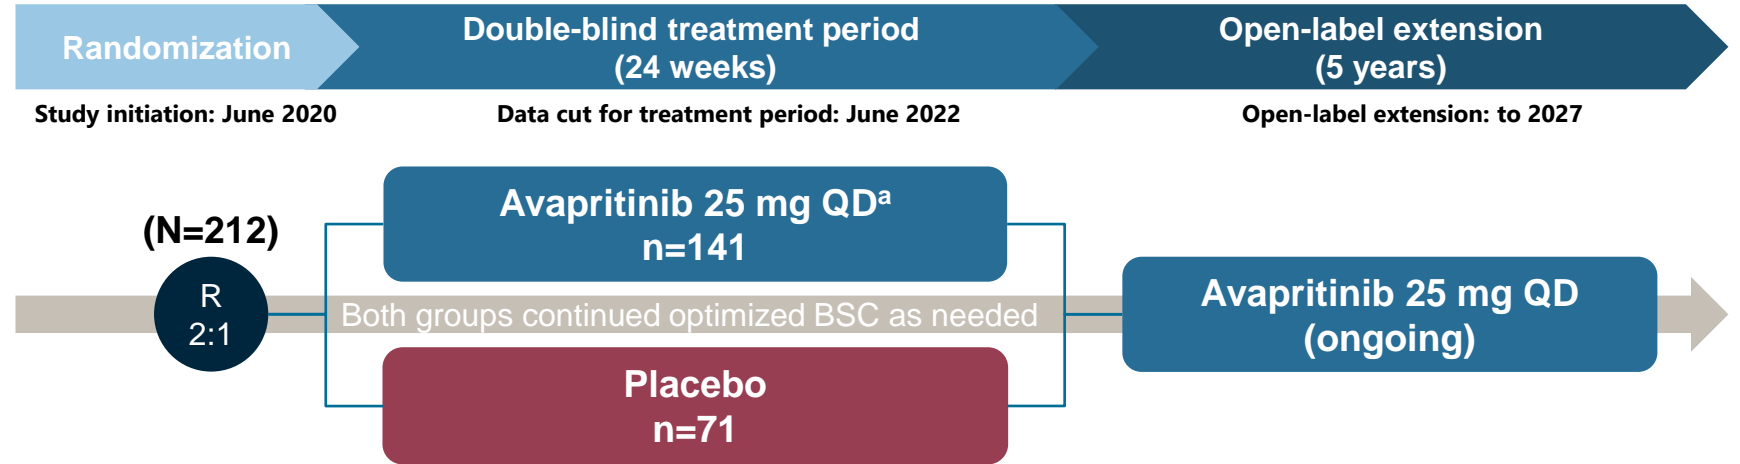 Randomization
Double-blind treatment period
(24 weeks)
Open-label extension
(5 years)
Study initiation: June 2020
Data cut for treatment period: June 2022
Open-label extension: to 2027
(N=212)
R
2:1
Avapritinib 25 mg QDᵃ
n=141
Both groups continued optimized BSC as needed
Placebo
n=71
Avapritinib 25 mg QD
(ongoing)